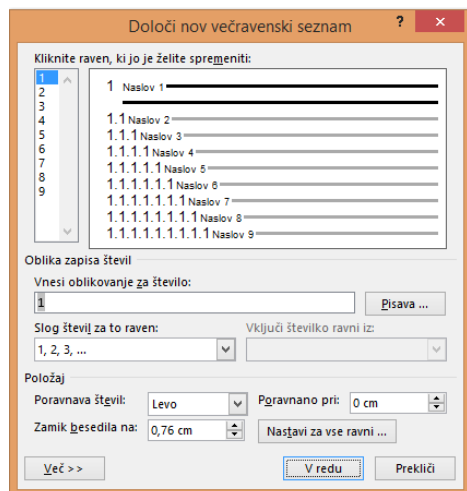 Določi nov večravenski seznam ? ×
Kliknite raven, ki jo je želite spremeniti:
1
2
3
4
5
6
7
8
9
1 Naslov 1
1.1 Naslov 2
1.1.1 Naslov 3
1.1.1.1 Naslov 4
1.1.1.1.1 Naslov 5
1.1.1.1.1.1 Naslov 6
1.1.1.1.1.1.1 Naslov 7
1.1.1.1.1.1.1.1 Naslov 8
1.1.1.1.1.1.1.1.1 Naslov 9
Oblika zapisa števil
Vnesi oblikovanje za število:
1 Pisava ...
Slog števil za to raven: Vključi številko ravni iz:
1, 2, 3, ...
Položaj
Poravnava števil: Levo Poravnano pri: 0 cm
Zamik besedila na: 0,76 cm Nastavi za vse ravni ...
Več >> V redu Prekliči